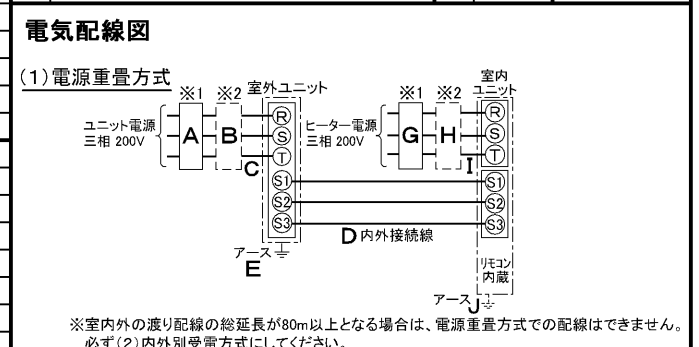 電気配線図
(1)電源重畳方式
※1 ※2 室外ユニット
ユニット電源
三相 200V
A B
R
S
T
C
S1
S2
S3
アース
E
※1 ※2
室内
ユニット
ヒーター電源
三相 200V
G H
R
S
T
I
S1
S2
S3
D 内外接続線
リモコン
内蔵
アース J
※室内外の渡り配線の総延長が80m以上となる場合は、電源重畳方式での配線はできません。
必ず(2)内外別受電方式にしてください。